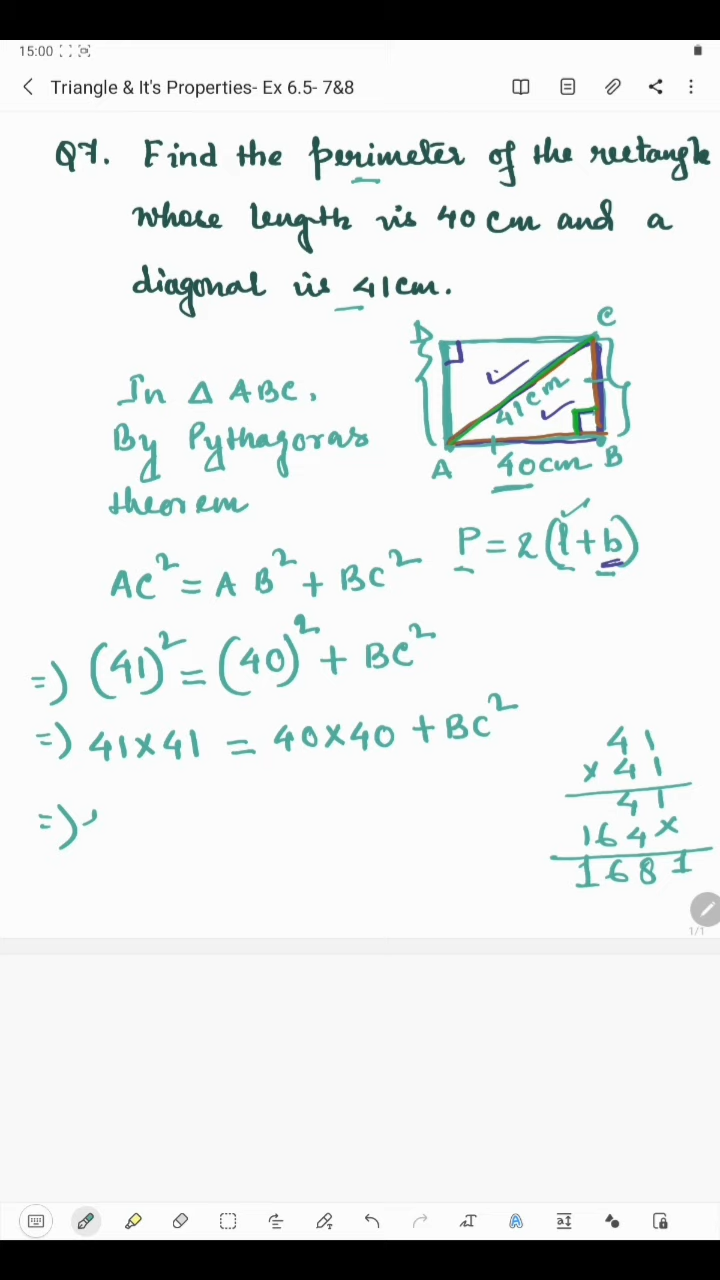 15:00
Triangle & It's Properties- Ex 6.5- 7&8
Q7. Find the perimeter of the rectangle
whose length is 40 cm and a
diagonal is 41cm.
D
C
41cm
A
40cm
B
In Δ ABC,
By Pythagoras
theorem
P = 2(l+b)
AC² = AB² + BC²
=) (41)² = (40)² + BC²
=) 41×41 = 40×40 + BC²
=)
41
× 41
41
164×
1681
1/1